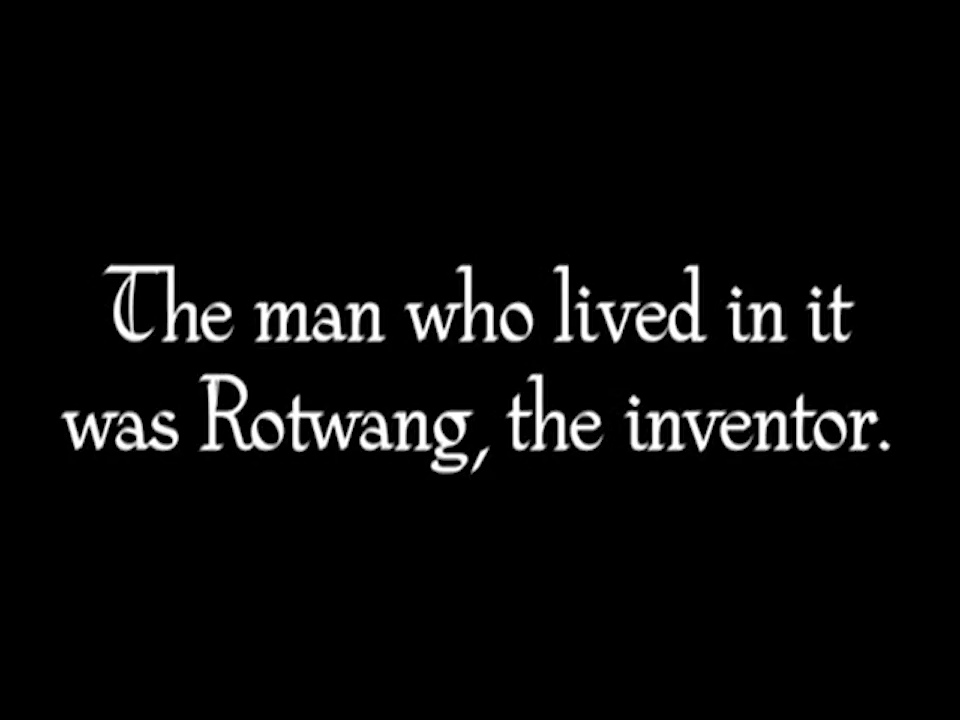 The man who lived in it
was Rotwang, the inventor.